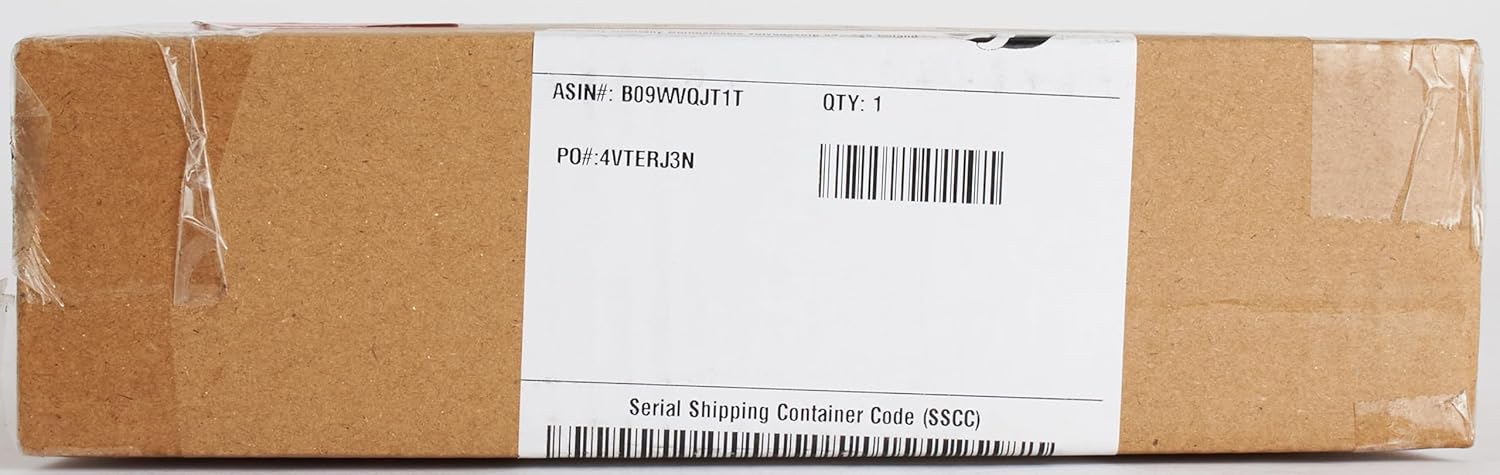 ASIN#: B09WVQJT1T
QTY: 1
PO#:4VTERJ3N
Serial Shipping Container Code (SSCC)